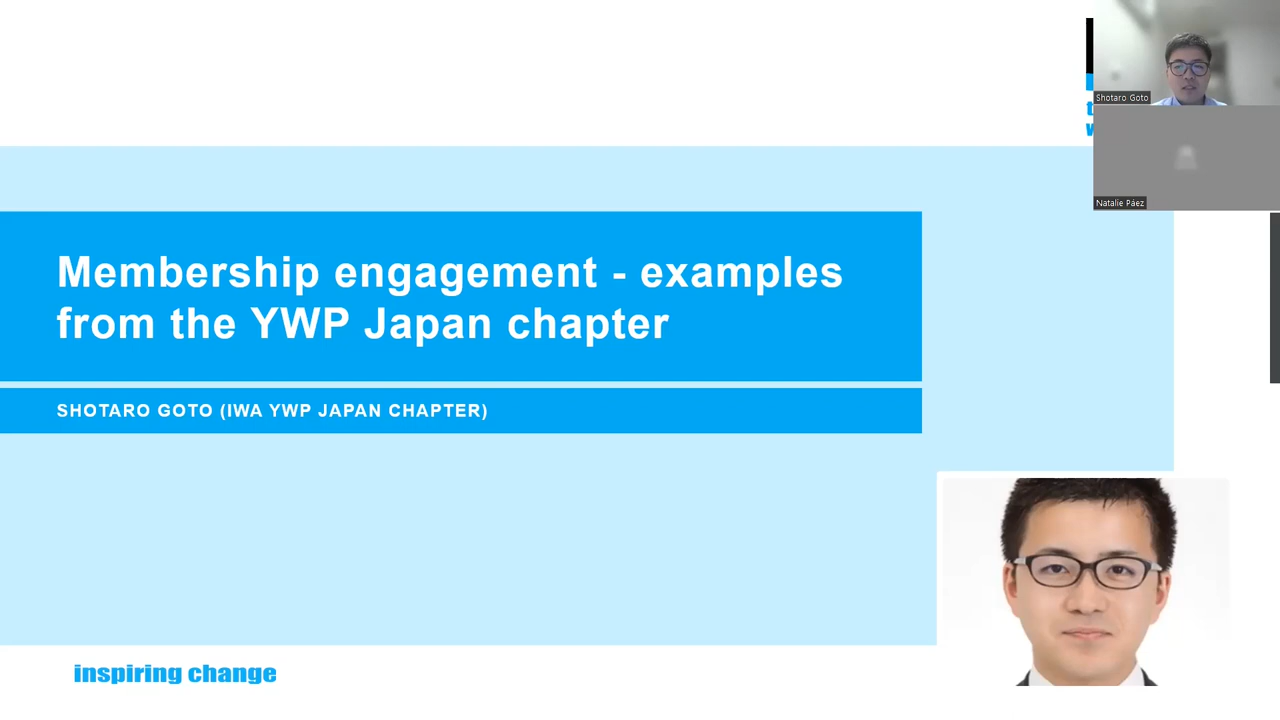 Shotaro Goto
Natalie Páez
Membership engagement - examples
from the YWP Japan chapter
SHOTARO GOTO (IWA YWP JAPAN CHAPTER)
inspiring change